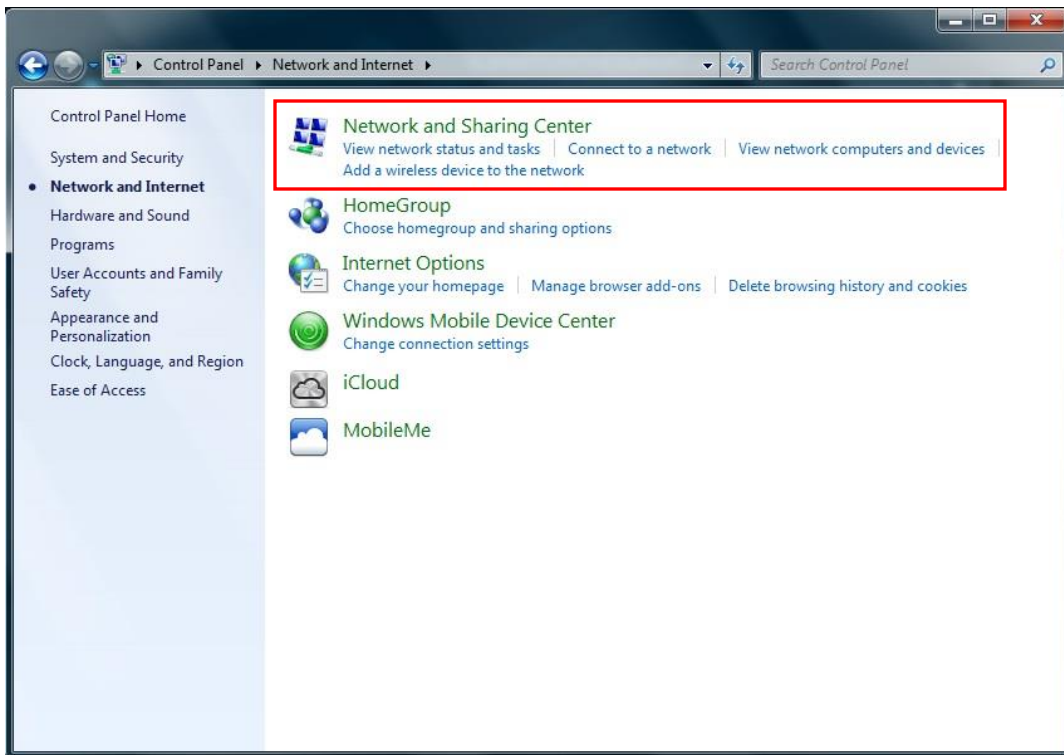 Control Panel Network and Internet
Search Control Panel
Control Panel Home
System and Security
Network and Internet
Hardware and Sound
Programs
User Accounts and Family
Safety
Appearance and
Personalization
Clock, Language, and Region
Ease of Access
Network and Sharing Center
View network status and tasks Connect to a network View network computers and devices
Add a wireless device to the network
HomeGroup
Choose homegroup and sharing options
Internet Options
Change your homepage Manage browser add-ons Delete browsing history and cookies
Windows Mobile Device Center
Change connection settings
iCloud
MobileMe